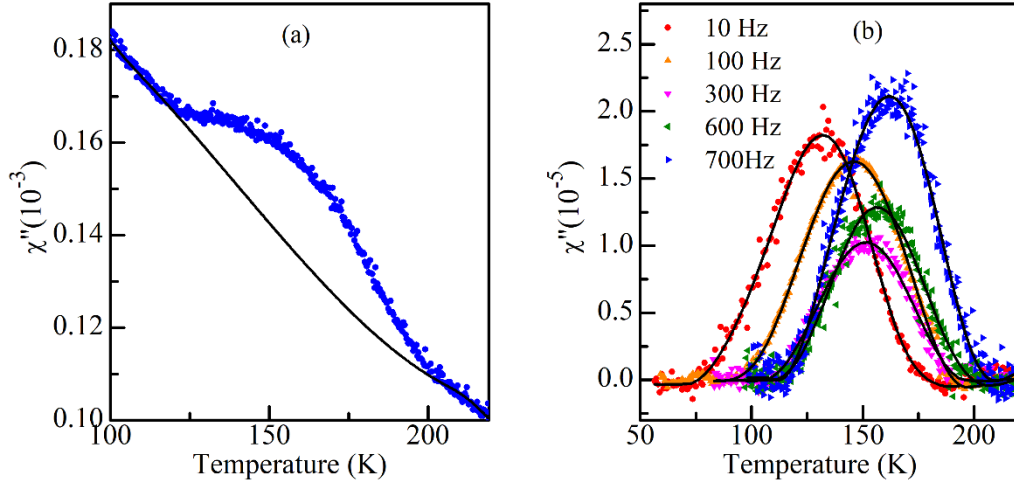 (a)
χ"(10⁻³)
0.18
0.16
0.14
0.12
0.10
100
150
200
Temperature (K)
(b)
10 Hz
100 Hz
300 Hz
600 Hz
700Hz
χ"(10⁻⁵)
2.5
2.0
1.5
1.0
0.5
0.0
50
100
150
200
Temperature (K)